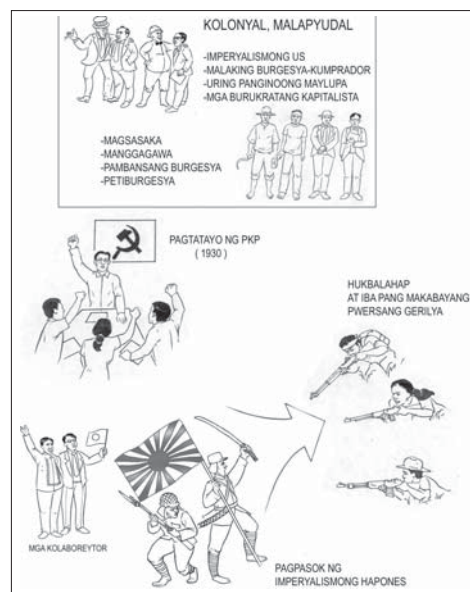 KOLONYAL, MALAPYUDAL
-IMPERYALISMONG US
-MALAKING BURGESYA-KUMPRADOR
-URING PANGINOONG MAYLUPA
-MGA BURUKRATANG KAPITALISTA
-MAGSASAKA
-MANGGAGAWA
-PAMBANSANG BURGESYA
-PETIBURGESYA
PAGTATAYO NG PKP
( 1930 )
HUKBALAHAP
AT IBA PANG MAKABAYANG
PWERSANG GERILYA
MGA KOLABOREYTOR
PAGPASOK NG
IMPERYALISMONG HAPONES